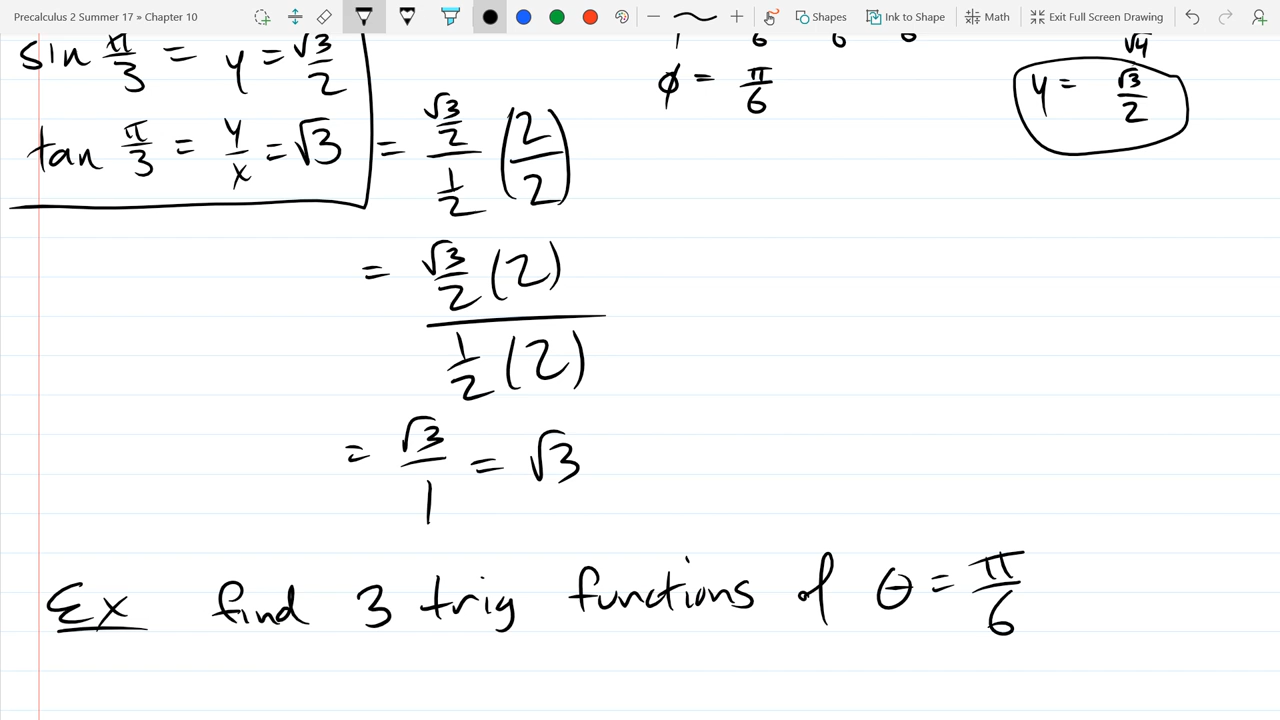 Precalculus 2 Summer 17 » Chapter 10
Shapes Ink to Shape Math Exit Full Screen Drawing
sin π/3 = y = √3/2
tan π/3 = y/x = √3 = (√3/2)/(1/2) (2/2)
= (√3/2 (2))/(1/2 (2))
= √3/1 = √3
ϕ = π/6
√4
y = √3/2
Ex find 3 trig functions of θ = π/6